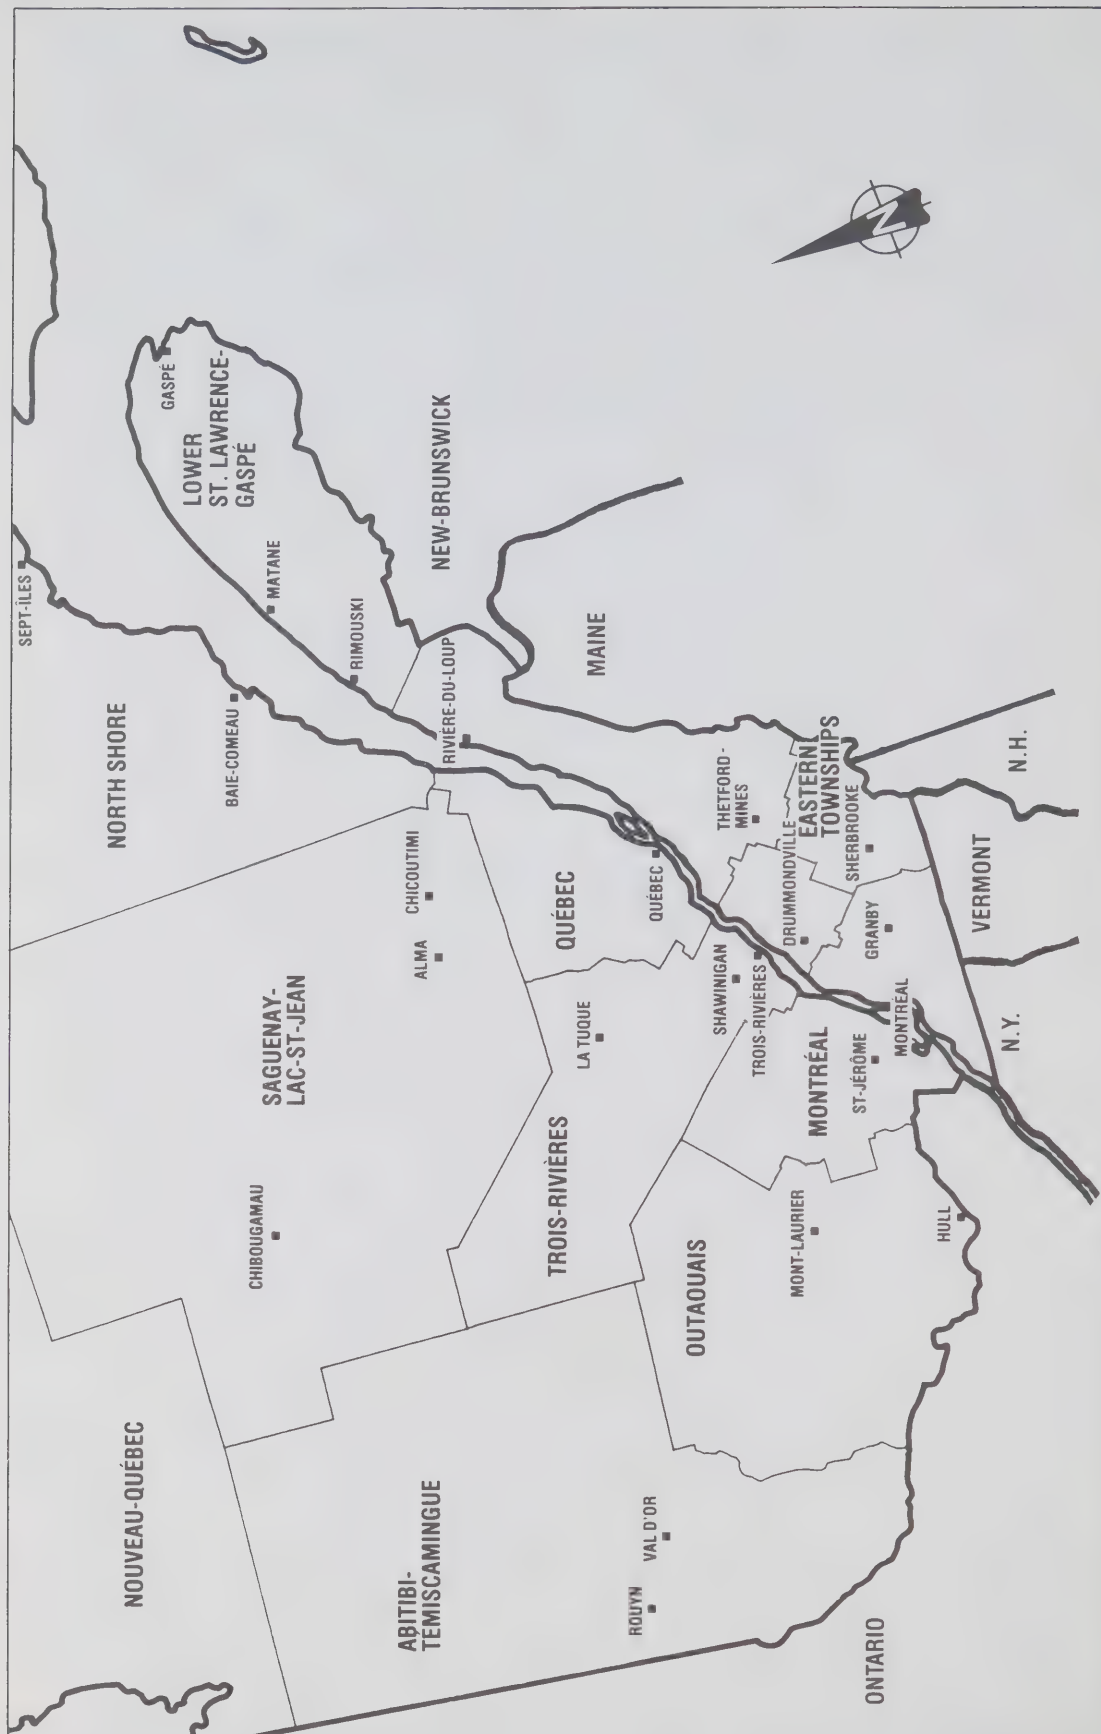 NOUVEAU-QUÉBEC
ABITIBI-
TÉMISCAMINGUE
ROUYN
VAL D'OR
ONTARIO
CHIBOUGAMAU
SAGUENAY-
LAC-ST-JEAN
TROIS-RIVIÈRES
OUTAOUAIS
MONT-LAURIER
HULL
LA TUQUE
MONTRÉAL
ST-JÉRÔME
MONTRÉAL
N.Y.
ALMA
CHICOUTIMI
QUÉBEC
QUÉBEC
SHAWINIGAN
TROIS-RIVIÈRES
DRUMMONDVILLE
GRANBY
VERMONT
NORTH SHORE
BAIE-COMEAU
SEPT-ÎLES
RIVIÈRE-DU-LOUP
THETFORD-
MINES
EASTERN
TOWNSHIPS
SHERBROOKE
N.H.
MATANE
RIMOUSKI
MAINE
NEW-BRUNSWICK
LOWER
ST. LAWRENCE-
GASPÉ
GASPÉ
N